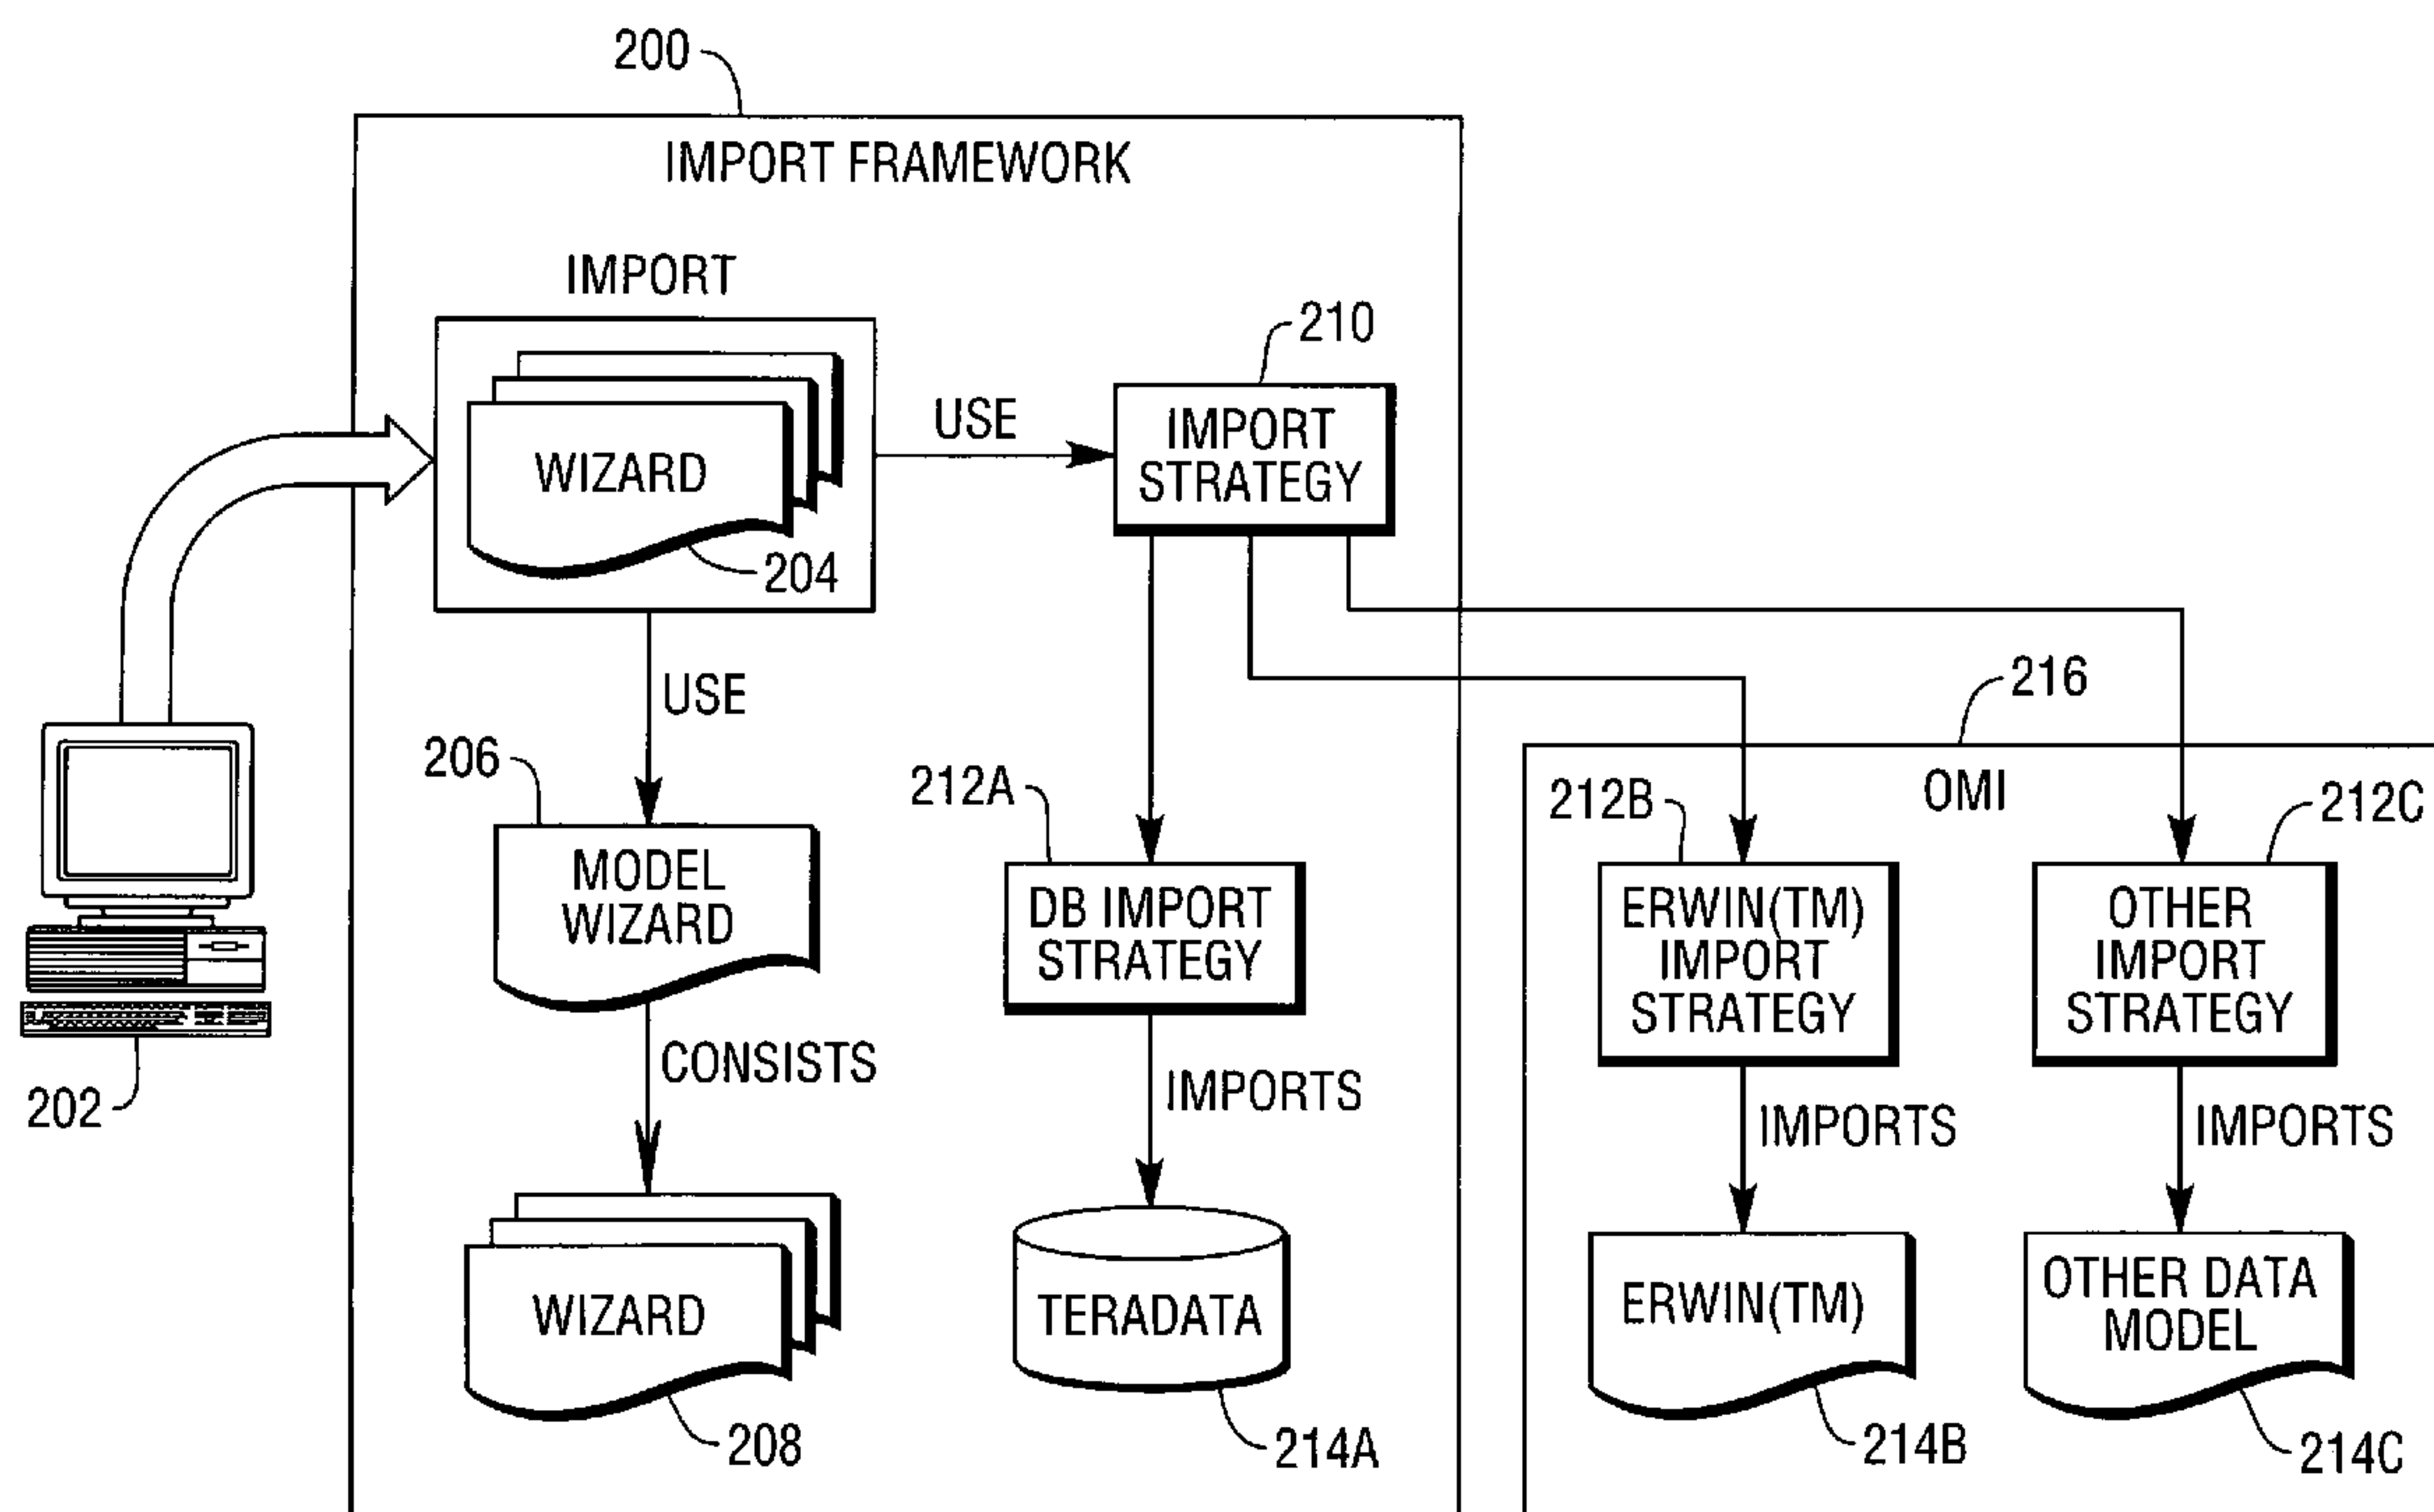 200
IMPORT FRAMEWORK
IMPORT
WIZARD
204
USE
210
IMPORT
STRATEGY
USE
216
206
MODEL
WIZARD
212A
DB IMPORT
STRATEGY
OMI
212B
ERWIN(TM)
IMPORT
STRATEGY
212C
OTHER
IMPORT
STRATEGY
202
CONSISTS
IMPORTS
IMPORTS
IMPORTS
WIZARD
208
TERADATA
214A
ERWIN(TM)
214B
OTHER DATA
MODEL
214C